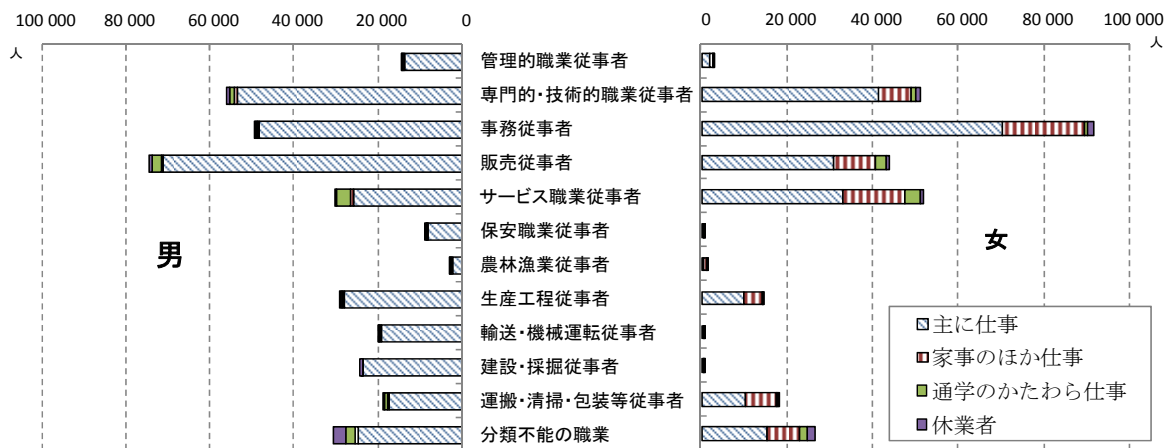 100 000 80 000 60 000 40 000 20 000 0
人
0 20 000 40 000 60 000 80 000 100 000
人
管理的職業従事者
専門的・技術的職業従事者
事務従事者
販売従事者
サービス職業従事者
保安職業従事者
農林漁業従事者
生産工程従事者
輸送・機械運転従事者
建設・採掘従事者
運搬・清掃・包装等従事者
分類不能の職業
男
女
主に仕事
家事のほか仕事
通学のかたわら仕事
休業者